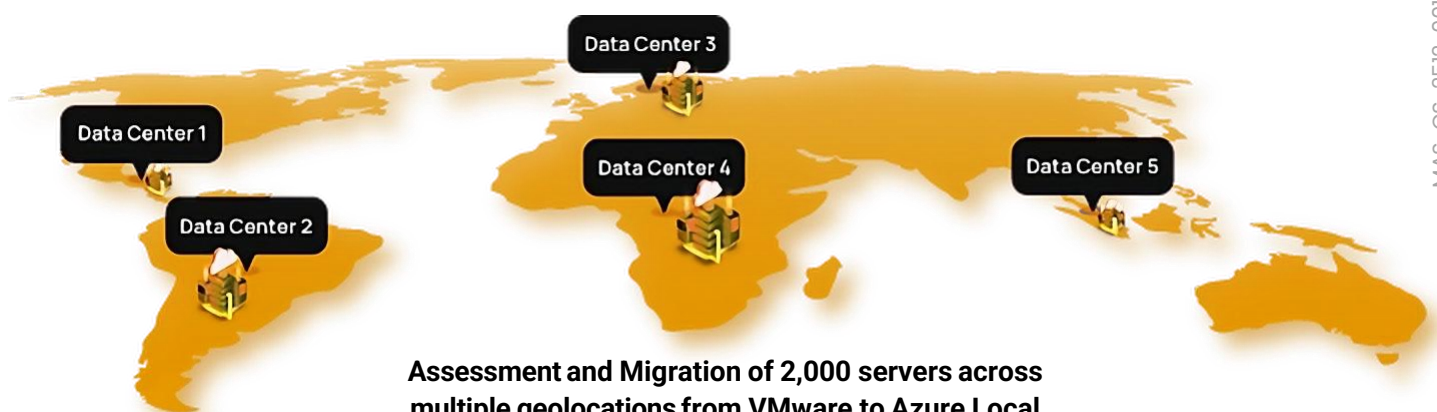 Data Center 3
Data Center 1
Data Center 4
Data Center 5
Data Center 2
Assessment and Migration of 2,000 servers across
multiple geolocations from VMware to Azure Local